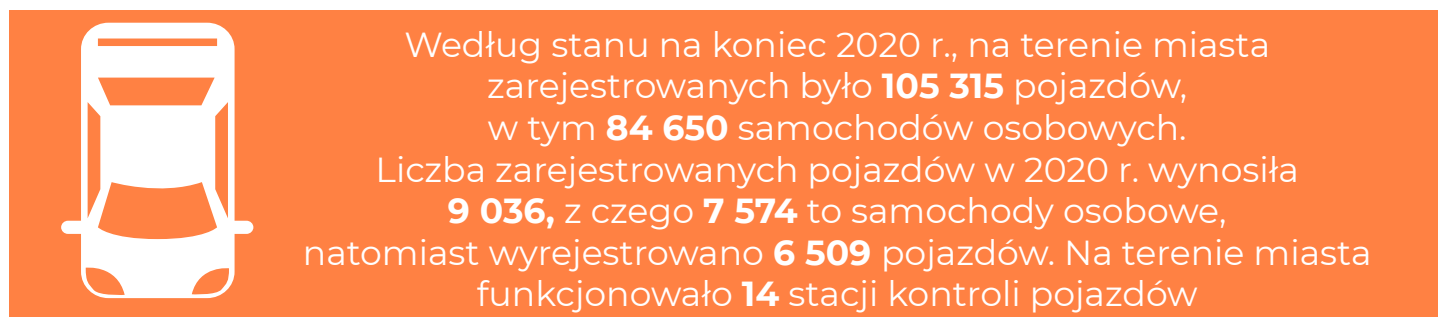 Według stanu na koniec 2020 r., na terenie miasta
zarejestrowanych było 105 315 pojazdów,
w tym 84 650 samochodów osobowych.
Liczba zarejestrowanych pojazdów w 2020 r. wynosiła
9 036, z czego 7 574 to samochody osobowe,
natomiast wyrejestrowano 6 509 pojazdów. Na terenie miasta
funkcjonowało 14 stacji kontroli pojazdów